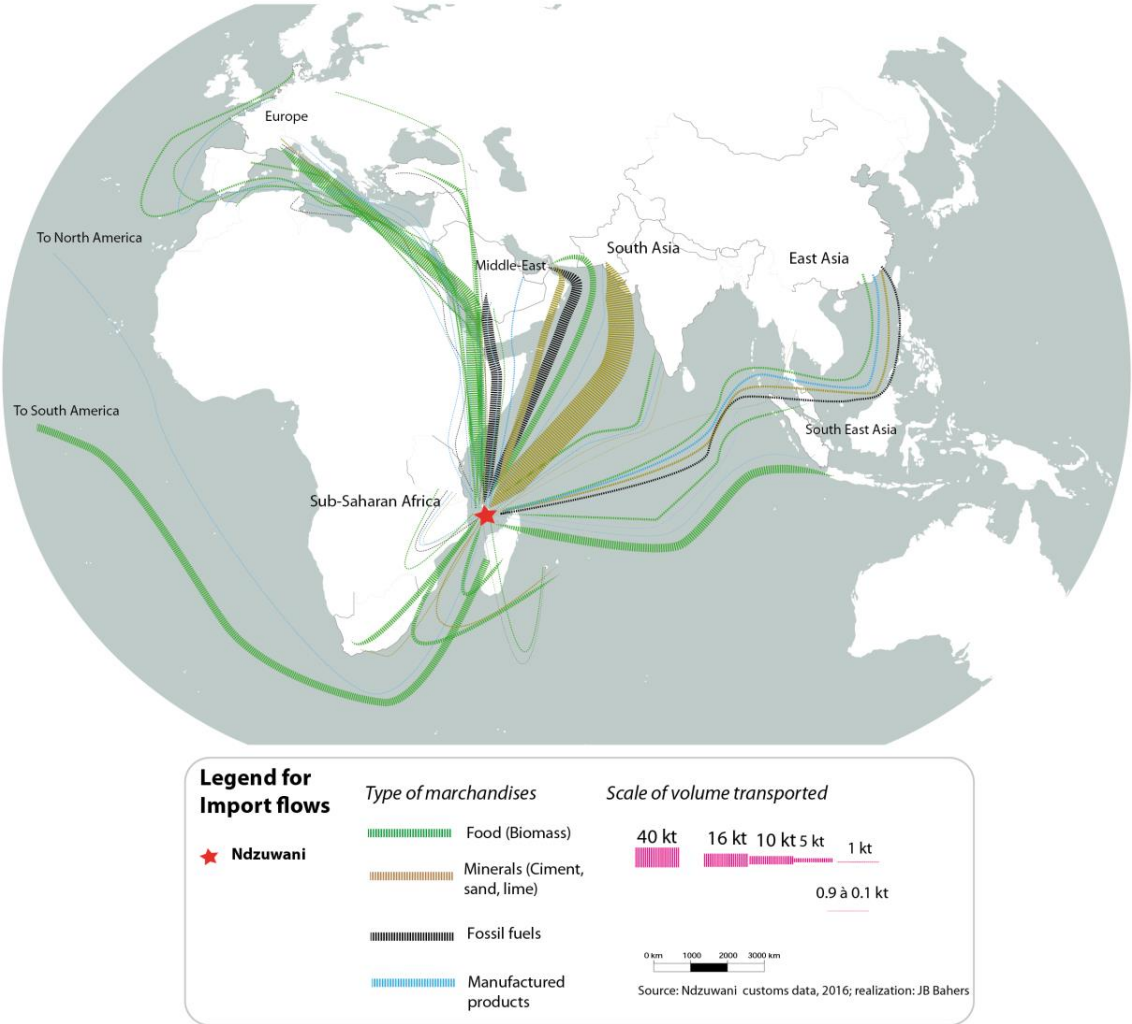 Europe
To North America
Middle-East
South Asia
East Asia
To South America
South East Asia
Sub-Saharan Africa
Legend for
Import flows
Ndzuwani
Type of marchandises
Food (Biomass)
Minerals (Ciment,
sand, lime)
Fossil fuels
Manufactured
products
Scale of volume transported
40 kt 16 kt 10 kt 5 kt 1 kt
0.9 à 0.1 kt
0 km 1000 2000 3000 km
Source: Ndzuwani customs data, 2016; realization: JB Bahers